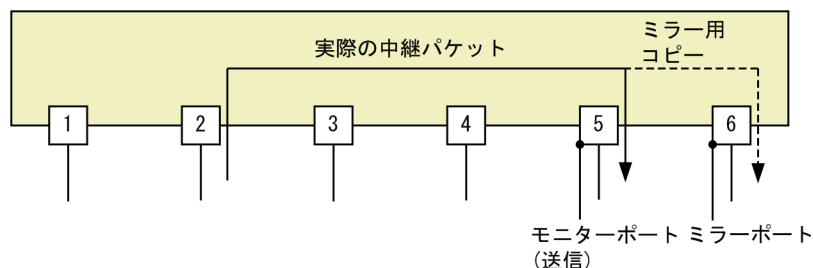 ミラー用
コピー
実際の中継パケット
1 2 3 4 5 6
モニターポート ミラーポート
(送信)